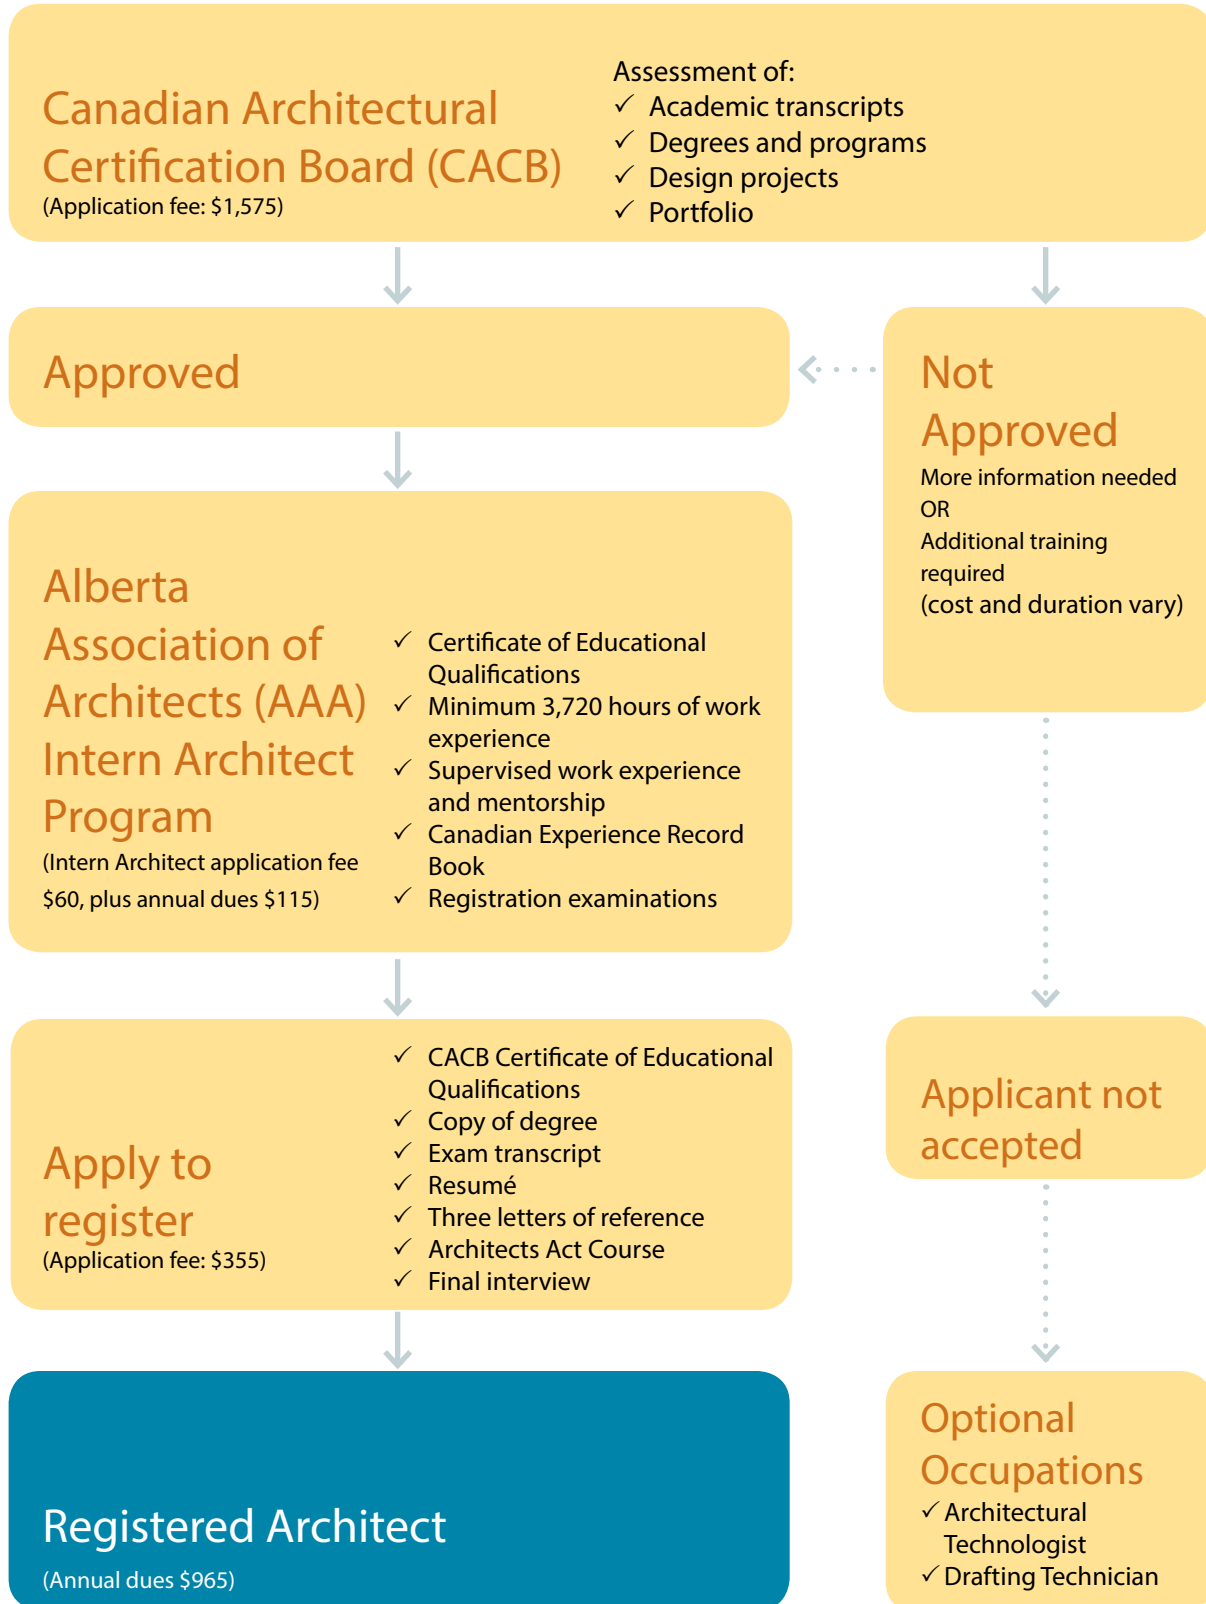 Canadian Architectural
Certification Board (CACB)
(Application fee: $1,575)
Assessment of:
✓ Academic transcripts
✓ Degrees and programs
✓ Design projects
✓ Portfolio
Approved
Not
Approved
More information needed
OR
Additional training
required
(cost and duration vary)
Alberta
Association of
Architects (AAA)
Intern Architect
Program
(Intern Architect application fee
$60, plus annual dues $115)
✓ Certificate of Educational
Qualifications
✓ Minimum 3,720 hours of work
experience
✓ Supervised work experience
and mentorship
✓ Canadian Experience Record
Book
✓ Registration examinations
Apply to
register
(Application fee: $355)
✓ CACB Certificate of Educational
Qualifications
✓ Copy of degree
✓ Exam transcript
✓ Resumé
✓ Three letters of reference
✓ Architects Act Course
✓ Final interview
Applicant not
accepted
Registered Architect
(Annual dues $965)
Optional
Occupations
✓ Architectural
Technologist
✓ Drafting Technician